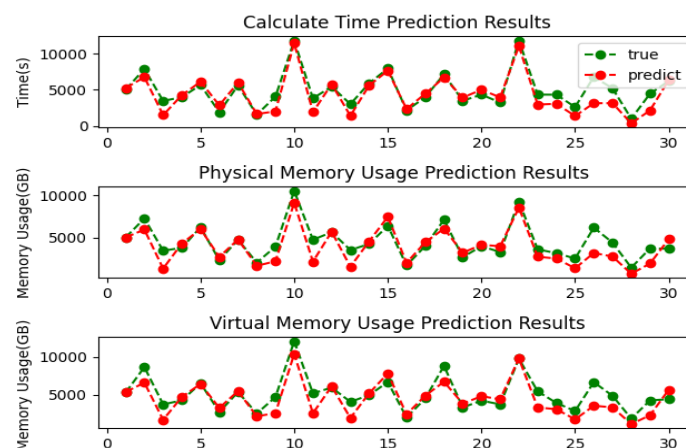 Calculate Time Prediction Results
Time(s)
10000
5000
0
true
predict
0 5 10 15 20 25 30
Physical Memory Usage Prediction Results
Memory Usage(GB)
10000
5000
0 5 10 15 20 25 30
Virtual Memory Usage Prediction Results
Memory Usage(GB)
10000
5000
0 5 10 15 20 25 30